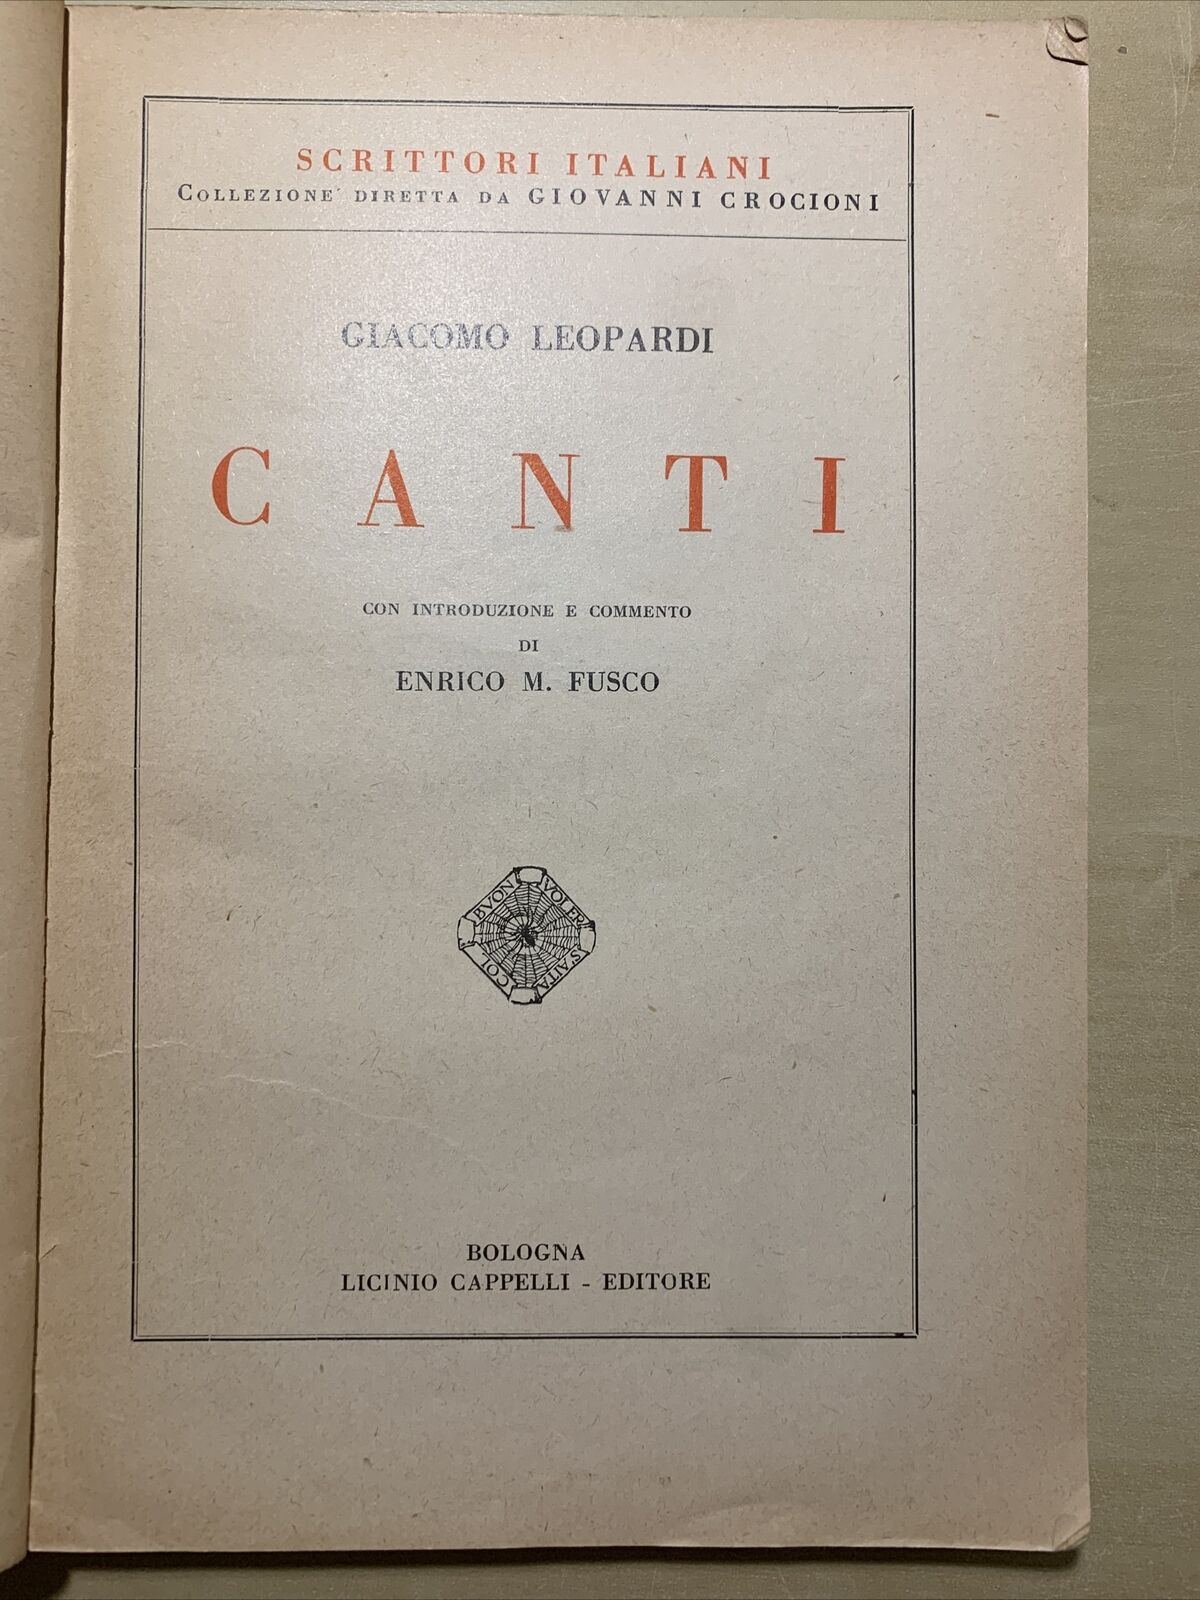 SCRITTORI ITALIANI
COLLEZIONE DIRETTA DA GIOVANNI CROCIONI
GIACOMO LEOPARDI
CANTI
CON INTRODUZIONE E COMMENTO
DI
ENRICO M. FUSCO
COL BVON VOLER S'AITA
BOLOGNA
LICINIO CAPPELLI - EDITORE